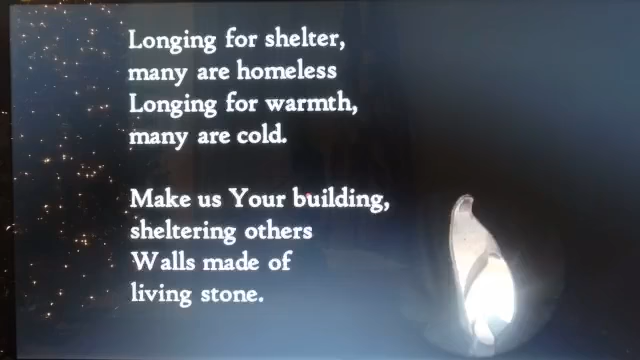 Longing for shelter,
many are homeless
Longing for warmth,
many are cold.
Make us Your building,
sheltering others
Walls made of
living stone.